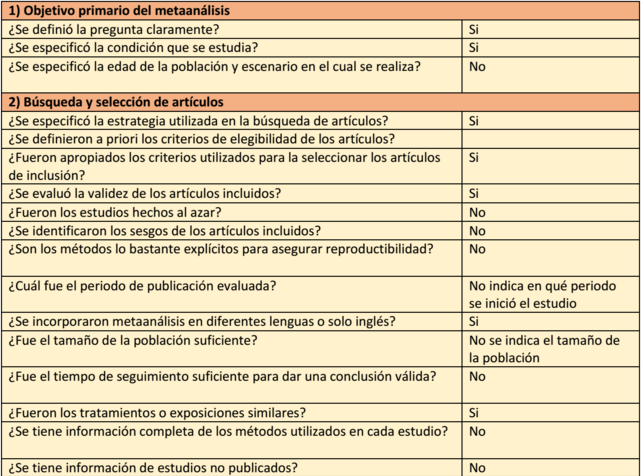 1) Objetivo primario del metaanálisis
¿Se definió la pregunta claramente? Si
¿Se especificó la condición que se estudia? Si
¿Se especificó la edad de la población y escenario en el cual se realiza? No
2) Búsqueda y selección de artículos
¿Se especificó la estrategia utilizada en la búsqueda de artículos? Si
¿Se definieron a priori los criterios de elegibilidad de los artículos?
¿Fueron apropiados los criterios utilizados para la seleccionar los artículos Si
de inclusión?
¿Se evaluó la validez de los artículos incluidos? Si
¿Fueron los estudios hechos al azar? No
¿Se identificaron los sesgos de los artículos incluidos? No
¿Son los métodos lo bastante explícitos para asegurar reproductibilidad? No
¿Cuál fue el periodo de publicación evaluada? No indica en qué periodo
se inició el estudio
¿Se incorporaron metaanálisis en diferentes lenguas o solo inglés? Si
¿Fue el tamaño de la población suficiente? No se indica el tamaño de
la población
¿Fue el tiempo de seguimiento suficiente para dar una conclusión válida? No
¿Fueron los tratamientos o exposiciones similares? Si
¿Se tiene información completa de los métodos utilizados en cada estudio? No
¿Se tiene información de estudios no publicados? No